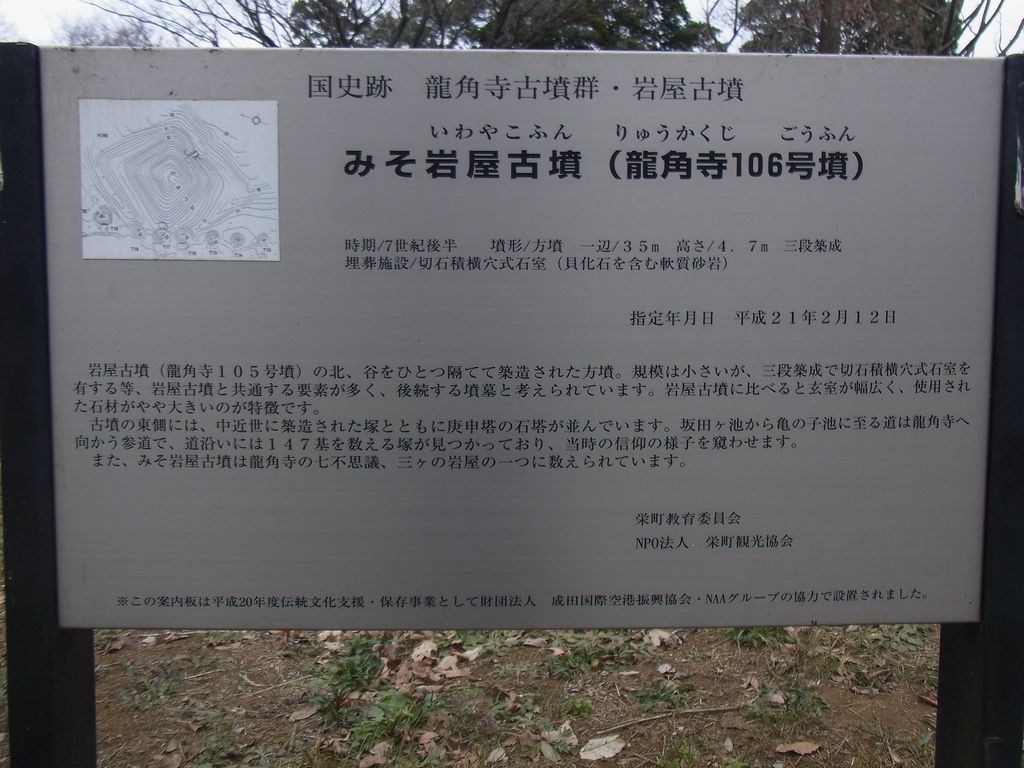 国史跡　龍角寺古墳群・岩屋古墳
いわやこふん　りゅうかくじ　ごうふん
みそ岩屋古墳（龍角寺106号墳）
時期/7世紀後半　墳形/方墳　一辺/３５ｍ　高さ/４．７ｍ　三段築成
埋葬施設/切石積横穴式石室（貝化石を含む軟質砂岩）
指定年月日　平成２１年２月１２日
岩屋古墳（龍角寺１０５号墳）の北、谷をひとつ隔てて築造された方墳。規模は小さいが、三段築成で切石積横穴式石室を
有する等、岩屋古墳と共通する要素が多く、後続する墳墓と考えられています。岩屋古墳に比べると玄室が幅広く、使用され
た石材がやや大きいのが特徴です。
古墳の東側には、中近世に築造された塚とともに庚申塔の石塔が並んでいます。坂田ヶ池から亀の子池に至る道は龍角寺へ
向かう参道で、道沿いには１４７基を数える塚が見つかっており、当時の信仰の様子を窺わせます。
また、みそ岩屋古墳は龍角寺の七不思議、三ヶの岩屋の一つに数えられています。
栄町教育委員会
NPO法人　栄町観光協会
※この案内板は平成20年度伝統文化支援・保存事業として財団法人　成田国際空港振興協会・NAAグループの協力で設置されました。